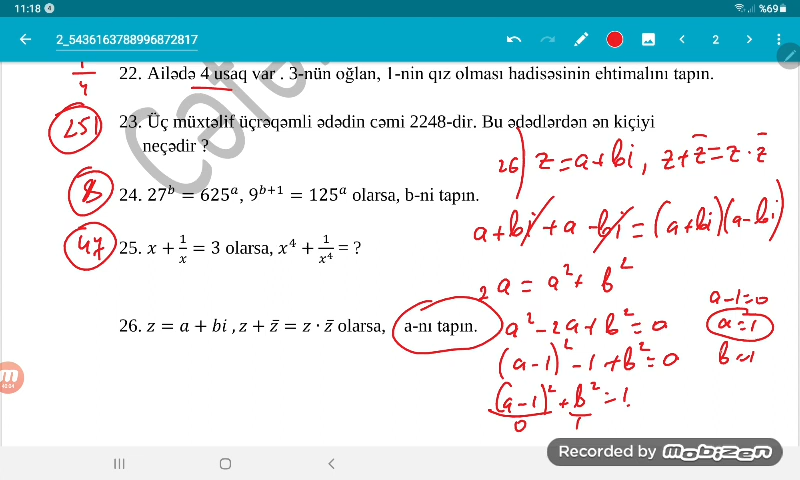 11:18 4 %69
2_5436163788996872817 2
1/4
22. Ailədə 4 usaq var . 3-nün oğlan, 1-nin qız olması hadisəsinin ehtimalını tapın.
251
23. Üç müxtəlif üçrəqəmli ədədin cəmi 2248-dir. Bu ədədlərdən ən kiçiyi
neçədir ?
8
24. 27^b = 625^a, 9^{b+1} = 125^a olarsa, b-ni tapın.
47
25. x + 1/x = 3 olarsa, x^4 + 1/x^4 = ?
26. z = a + bi , z + z̄ = z · z̄ olarsa, a-nı tapın.
26) z = a + bi, z + z̄ = z · z̄
a + bi + a - bi = (a + bi)(a - bi)
2a = a² + b²
a² - 2a + b² = 0
(a - 1)² - 1 + b² = 0
(a - 1)² + b² = 1
0 1
a - 1 = 0
a = 1
b = 1
Recorded by mobizen